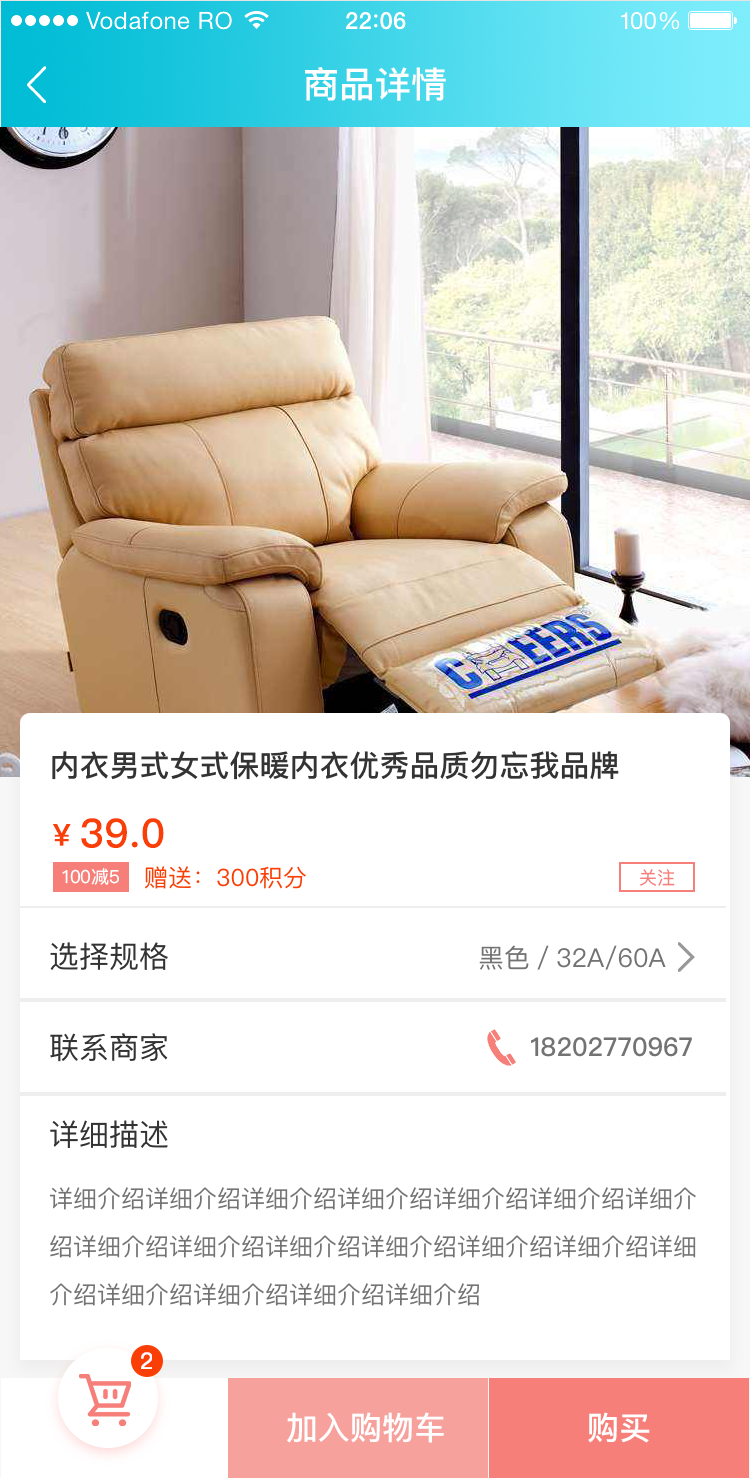 Vodafone RO 22:06 100%
商品详情
CHEERS
内衣男式女式保暖内衣优秀品质勿忘我品牌
¥ 39.0
100减5 赠送：300积分 关注
选择规格 黑色 / 32A/60A
联系商家 18202770967
详细描述
详细介绍详细介绍详细介绍详细介绍详细介绍详细介绍详细介
绍详细介绍详细介绍详细介绍详细介绍详细介绍详细介绍详细
介绍详细介绍详细介绍详细介绍详细介绍
2
加入购物车 购买